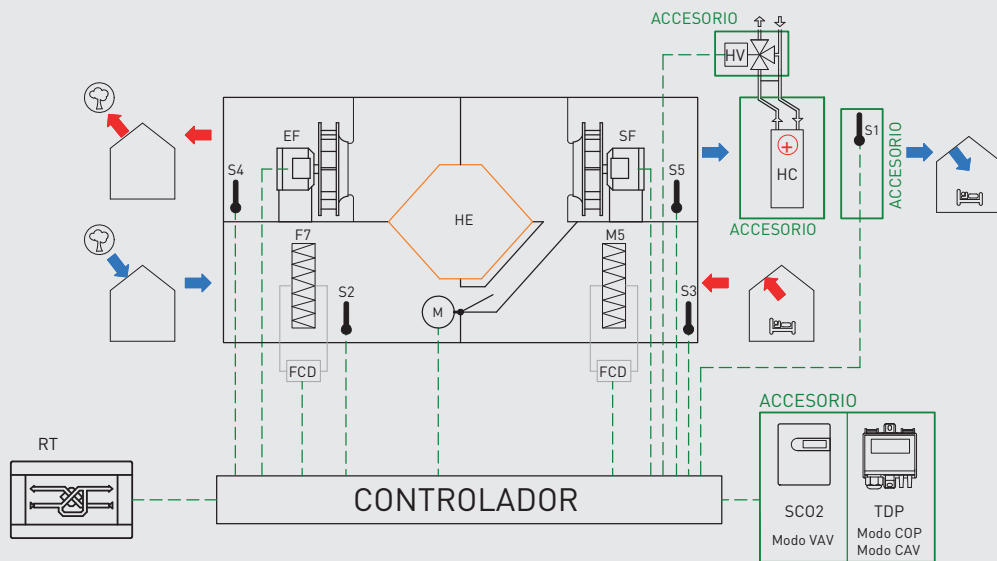 ACCESORIO
HV
EF
SF
S1
ACCESORIO
S4
S5
HC
HE
ACCESORIO
F7
M5
S2
S3
M
FCD
FCD
ACCESORIO
RT
CONTROLADOR
SCO2
TDP
Modo VAV
Modo COP
Modo CAV